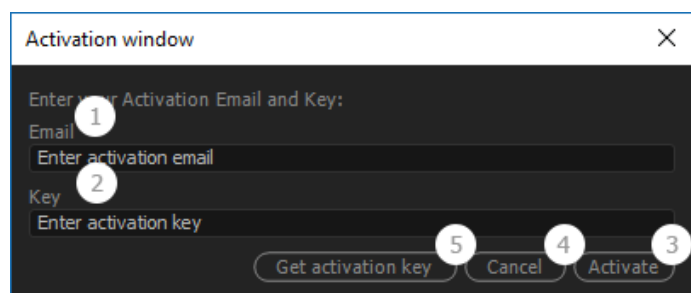 Activation window
Enter your Activation Email and Key:
1
Email
Enter activation email
2
Key
Enter activation key
5 4 3
Get activation key Cancel Activate